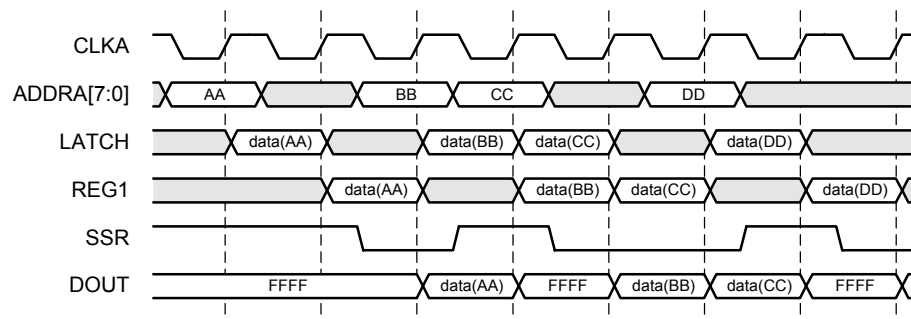 CLKA
ADDRA[7:0] AA BB CC DD
LATCH data(AA) data(BB) data(CC) data(DD)
REG1 data(AA) data(BB) data(CC) data(DD)
SSR
DOUT FFFF data(AA) FFFF data(BB) data(CC) FFFF